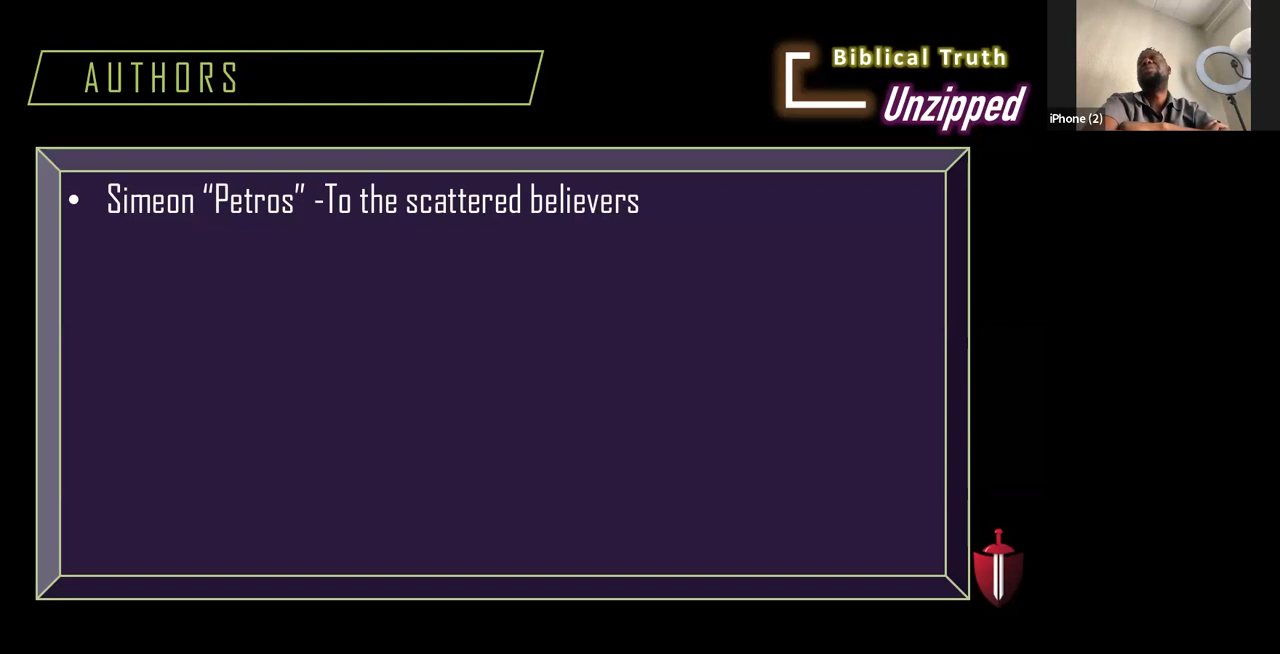 AUTHORS
Biblical Truth
Unzipped
iPhone (2)
• Simeon “Petros” -To the scattered believers